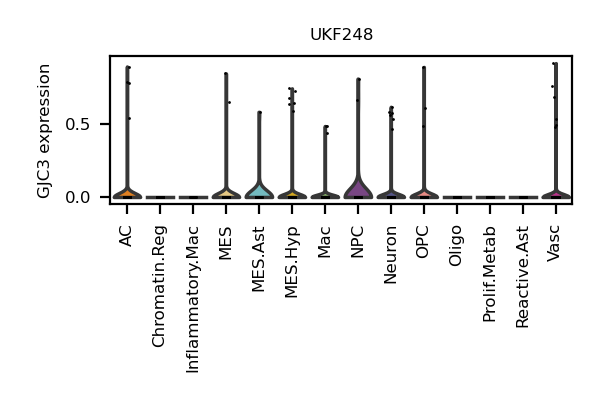 UKF248
GJC3 expression
0.5
0.0
AC
Chromatin.Reg
Inflammatory.Mac
MES
MES.Ast
MES.Hyp
Mac
NPC
Neuron
OPC
Oligo
Prolif.Metab
Reactive.Ast
Vasc